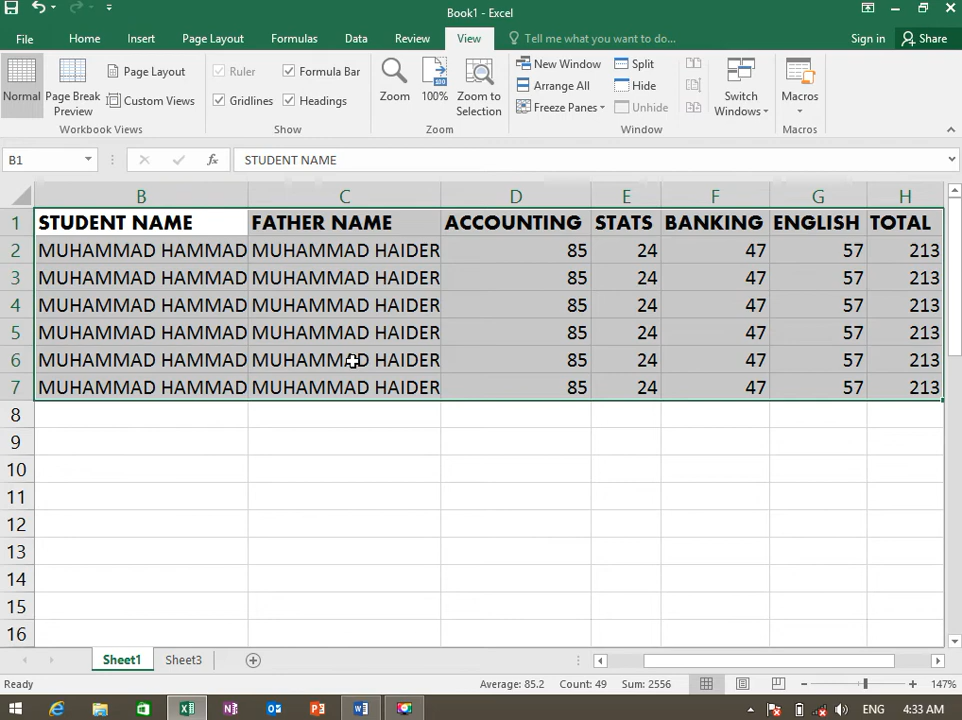 Book1 - Excel
File Home Insert Page Layout Formulas Data Review View Tell me what you want to do... Sign in Share
Normal
Page Break Preview
Page Layout
Custom Views
Workbook Views
Ruler
Formula Bar
Gridlines
Headings
Show
Zoom
100%
Zoom to Selection
Zoom
New Window
Arrange All
Freeze Panes
Split
Hide
Unhide
Switch Windows
Window
Macros
Macros
B1 fx STUDENT NAME
B C D E F G H
1 STUDENT NAME FATHER NAME ACCOUNTING STATS BANKING ENGLISH TOTAL
2 MUHAMMAD HAMMAD MUHAMMAD HAIDER 85 24 47 57 213
3 MUHAMMAD HAMMAD MUHAMMAD HAIDER 85 24 47 57 213
4 MUHAMMAD HAMMAD MUHAMMAD HAIDER 85 24 47 57 213
5 MUHAMMAD HAMMAD MUHAMMAD HAIDER 85 24 47 57 213
6 MUHAMMAD HAMMAD MUHAMMAD HAIDER 85 24 47 57 213
7 MUHAMMAD HAMMAD MUHAMMAD HAIDER 85 24 47 57 213
8
9
10
11
12
13
14
15
16
Sheet1 Sheet3
Ready Average: 85.2 Count: 49 Sum: 2556 147%
ENG 4:33 AM